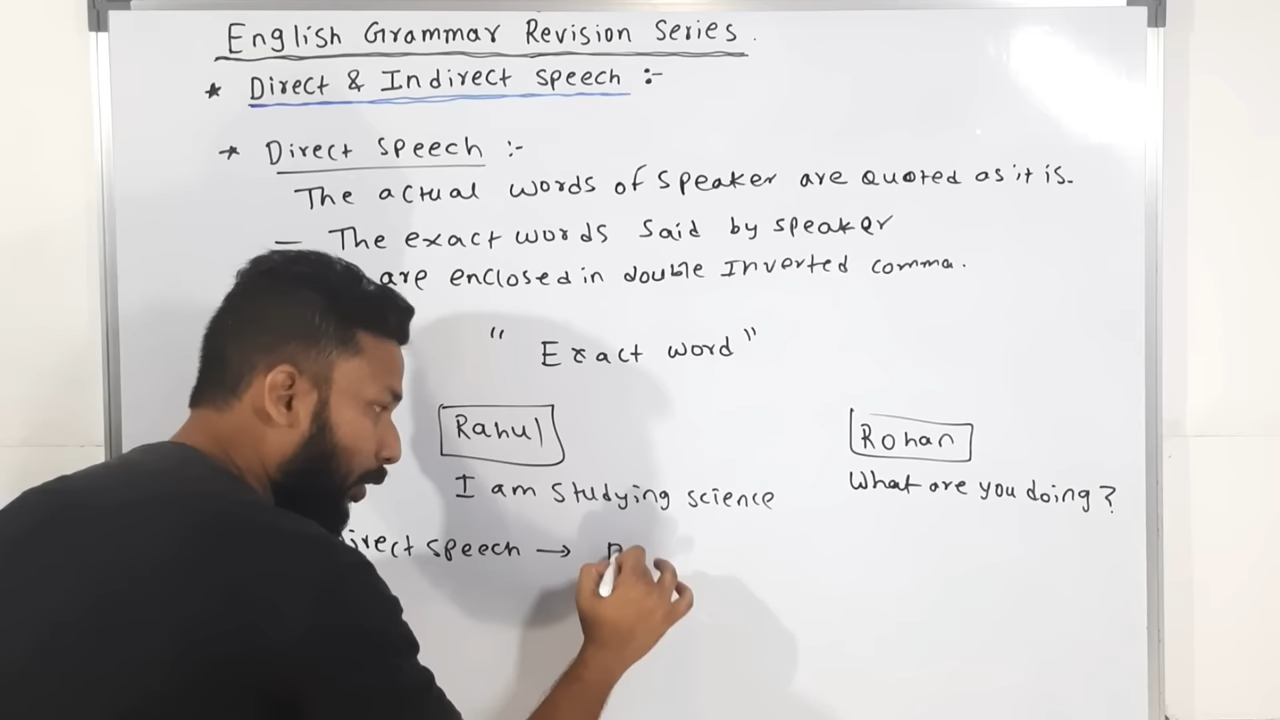 English Grammar Revision Series.
* Direct & Indirect speech :-
* Direct speech :-
The actual words of speaker are quoted as it is.
— The exact words said by speaker
are enclosed in double Inverted comma.
" Exact word"
Rahul
Rohan
I am studying science
What are you doing?
irect speech →